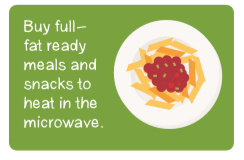 Buy full–
fat ready
meals and
snacks to
heat in the
microwave.